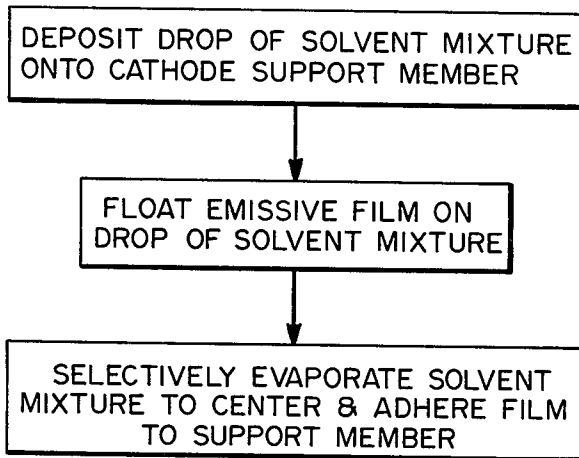 DEPOSIT DROP OF SOLVENT MIXTURE
ONTO CATHODE SUPPORT MEMBER
FLOAT EMISSIVE FILM ON
DROP OF SOLVENT MIXTURE
SELECTIVELY EVAPORATE SOLVENT
MIXTURE TO CENTER & ADHERE FILM
TO SUPPORT MEMBER